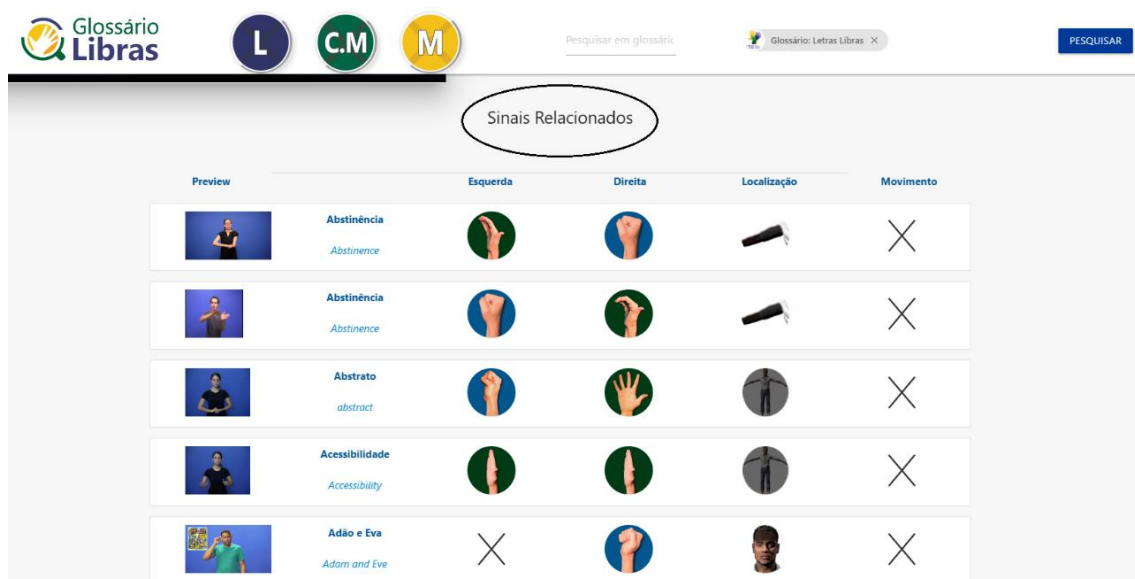 Glossário
Libras
L
C.M
M
Pesquisar em glossáric
Glossário: Letras Libras
PESQUISAR
Sinais Relacionados
Preview
Esquerda
Direita
Localização
Movimento
Abstinência
Abstinence
Abstinência
Abstinence
Abstrato
abstract
Acessibilidade
Accessibility
Adão e Eva
Adam and Eve